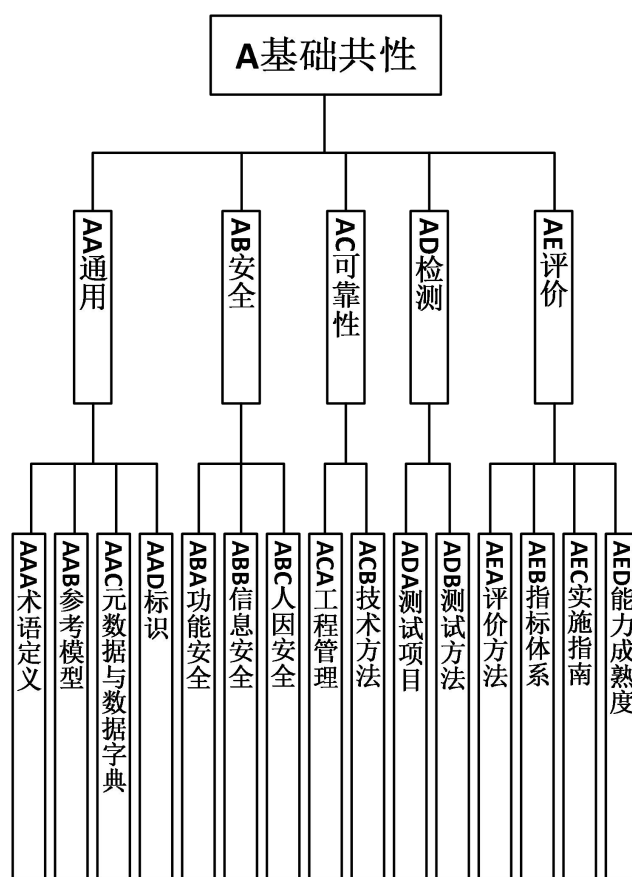 A基础共性
AA通用
AB安全
AC可靠性
AD检测
AE评价
AAA术语定义
AAB参考模型
AAC元数据与数据字典
AAD标识
ABA功能安全
ABB信息安全
ABC人因安全
ACA工程管理
ACB技术方法
ADA测试项目
ADB测试方法
AEA评价方法
AEB指标体系
AEC实施指南
AED能力成熟度